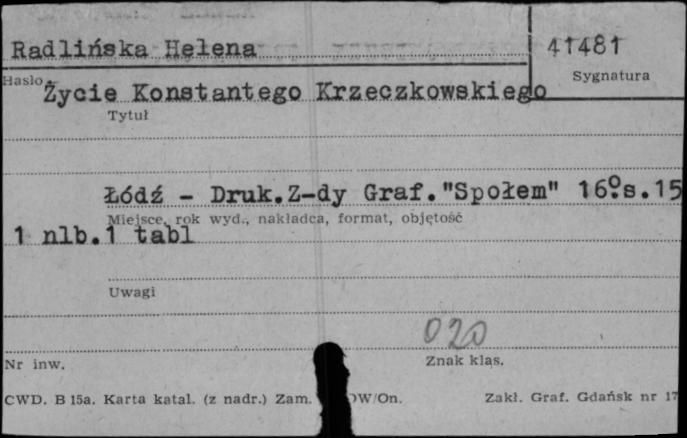 Radlińska Helena 41481
Hasło Sygnatura
Życie Konstantego Krzeczkowskiego
Tytuł
Łódź - Druk.Z-dy Graf."Społem" 16º.s.15
Miejsce, rok wyd., nakładca, format, objętość
1 nlb.1 tabl
Uwagi
020
Nr inw. Znak klas.
CWD. B 15a. Karta katal. (z nadr.) Zam. OW/On. Zakł. Graf. Gdańsk nr 17